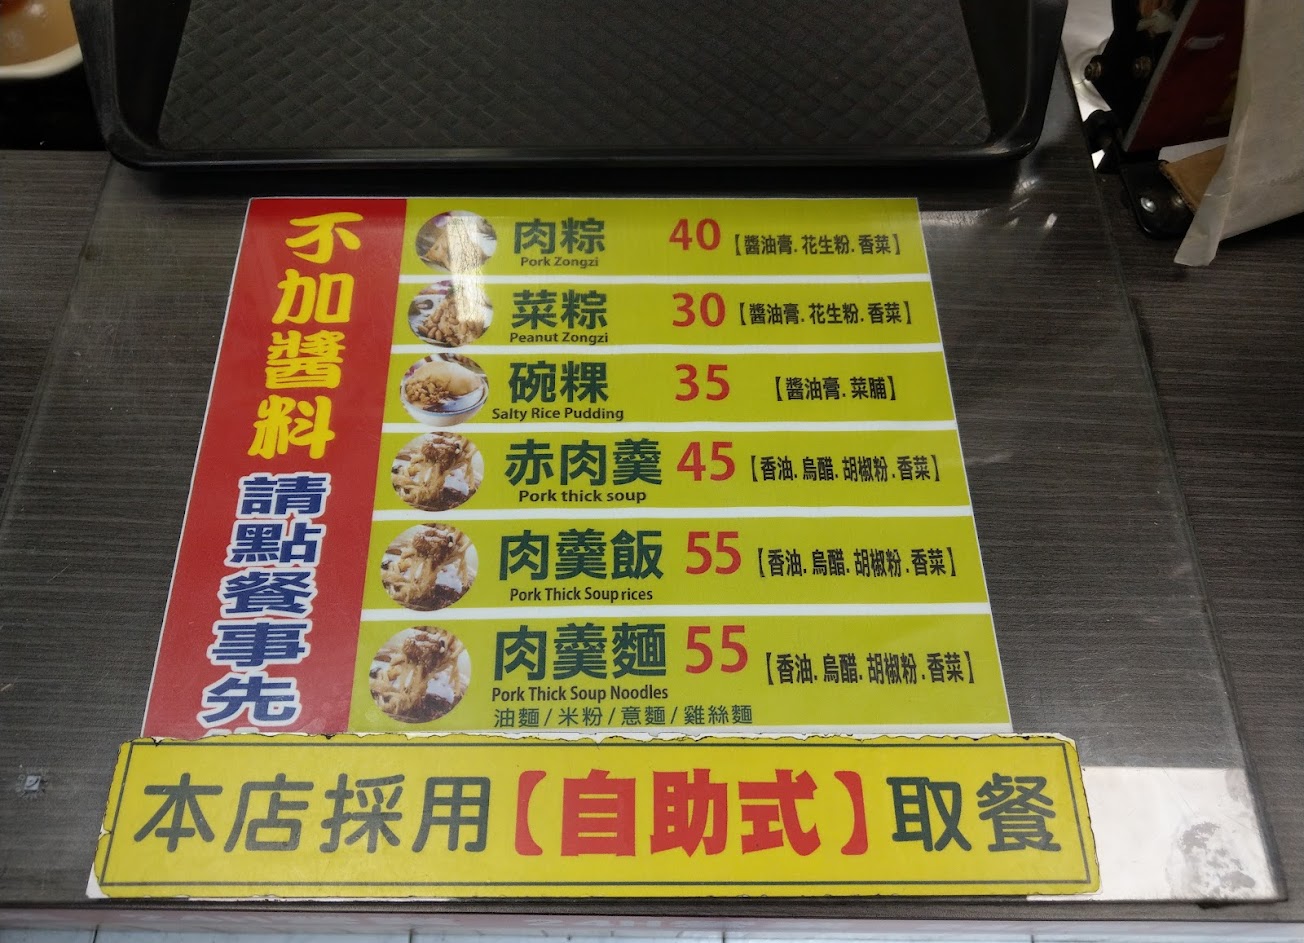 不加醬料
請點餐事先
肉粽 40【醬油膏.花生粉.香菜】
Pork Zongzi
菜粽 30【醬油膏.花生粉.香菜】
Peanut Zongzi
碗粿 35【醬油膏.菜脯】
Salty Rice Pudding
赤肉羹 45【香油.烏醋.胡椒粉.香菜】
Pork thick soup
肉羹飯 55【香油.烏醋.胡椒粉.香菜】
Pork Thick Soup rices
肉羹麵 55【香油.烏醋.胡椒粉.香菜】
Pork Thick Soup Noodles
油麵/米粉/意麵/雞絲麵
本店採用【自助式】取餐